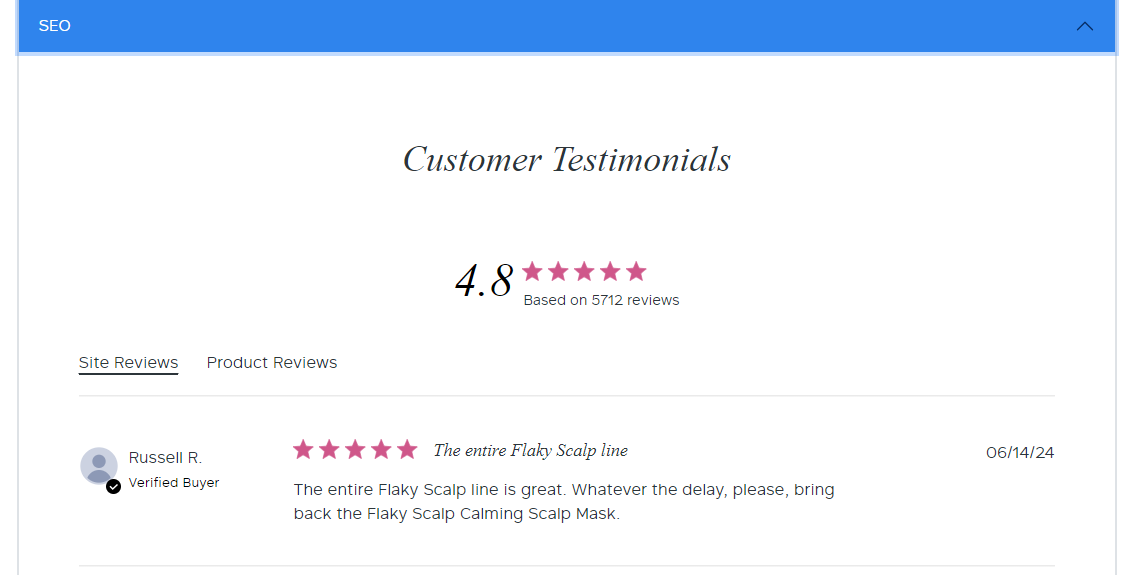 SEO
Customer Testimonials
4.8
Based on 5712 reviews
Site Reviews Product Reviews
Russell R.
Verified Buyer
The entire Flaky Scalp line
06/14/24
The entire Flaky Scalp line is great. Whatever the delay, please, bring
back the Flaky Scalp Calming Scalp Mask.